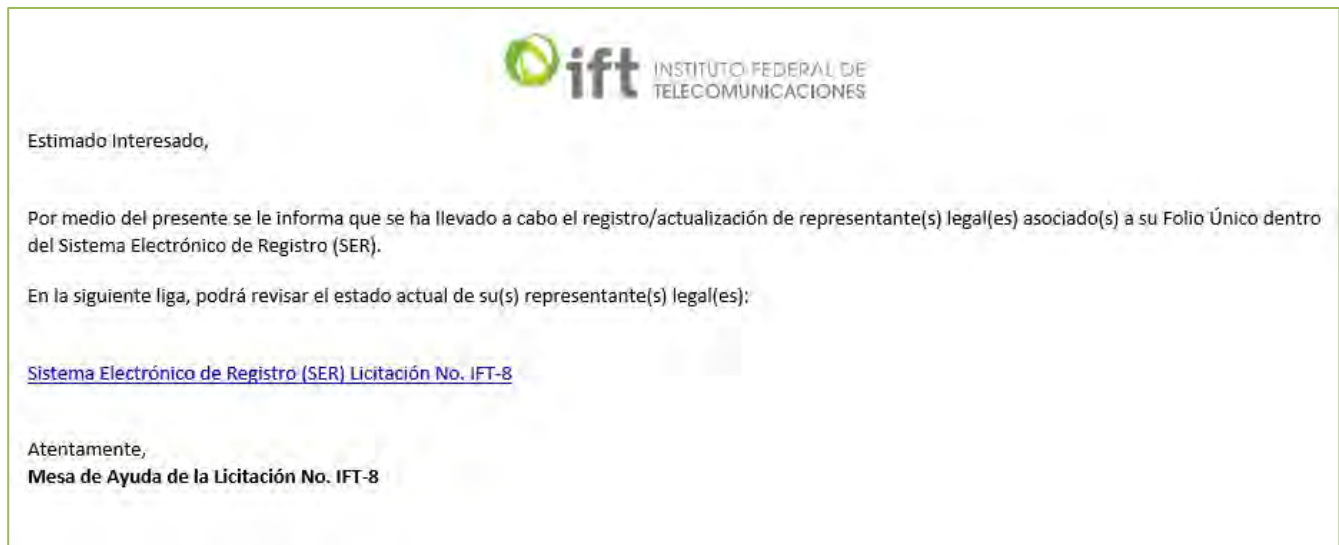 ift INSTITUTO FEDERAL DE
TELECOMUNICACIONES
Estimado Interesado,
Por medio del presente se le informa que se ha llevado a cabo el registro/actualización de representante(s) legal(es) asociado(s) a su Folio Único dentro
del Sistema Electrónico de Registro (SER).
En la siguiente liga, podrá revisar el estado actual de su(s) representante(s) legal(es):
Sistema Electrónico de Registro (SER) Licitación No. IFT-8
Atentamente,
Mesa de Ayuda de la Licitación No. IFT-8